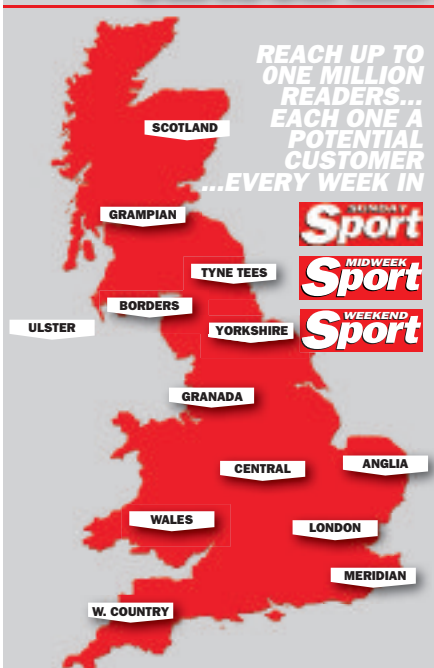 REACH UP TO
ONE MILLION
READERS...
EACH ONE A
POTENTIAL
CUSTOMER
...EVERY WEEK IN
SUNDAY
Sport
MIDWEEK
Sport
WEEKEND
Sport
SCOTLAND
GRAMPIAN
TYNE TEES
BORDERS
ULSTER
YORKSHIRE
GRANADA
CENTRAL
ANGLIA
WALES
LONDON
MERIDIAN
W. COUNTRY